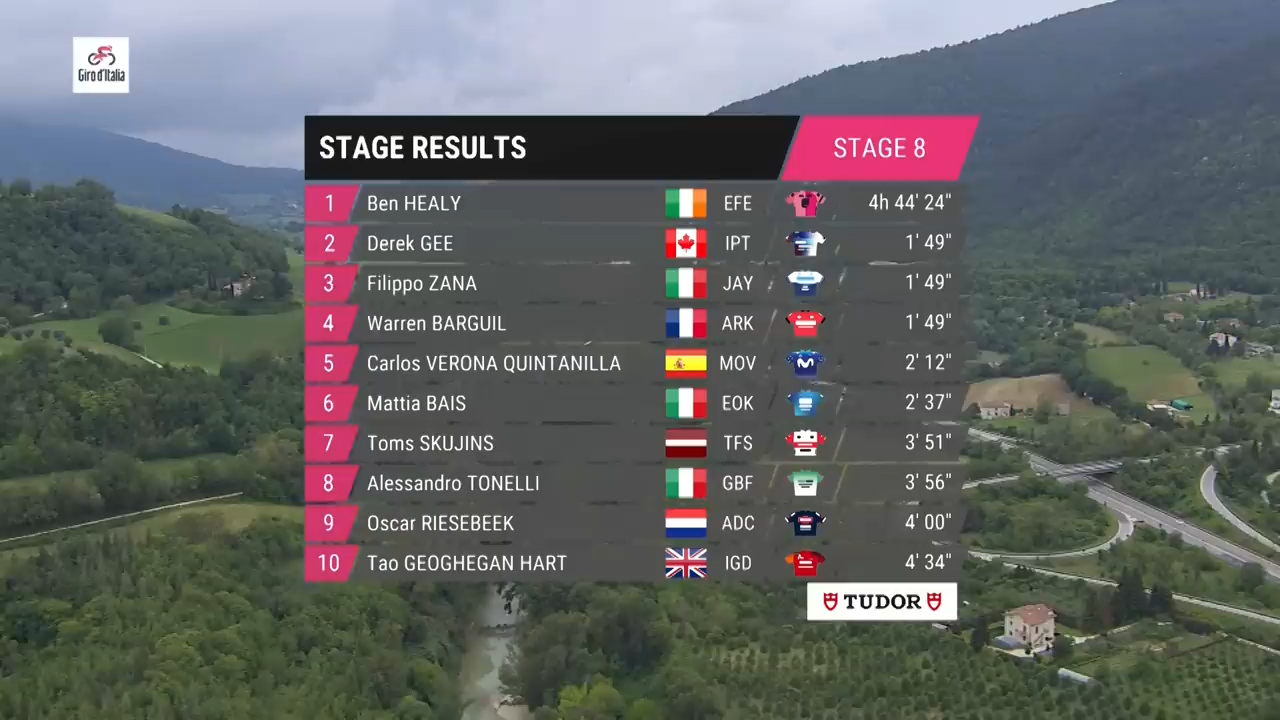 Giro d'Italia
STAGE RESULTS STAGE 8
1 Ben HEALY EFE 4h 44' 24"
2 Derek GEE IPT 1' 49"
3 Filippo ZANA JAY 1' 49"
4 Warren BARGUIL ARK 1' 49"
5 Carlos VERONA QUINTANILLA MOV 2' 12"
6 Mattia BAIS EOK 2' 37"
7 Toms SKUJINS TFS 3' 51"
8 Alessandro TONELLI GBF 3' 56"
9 Oscar RIESEBEEK ADC 4' 00"
10 Tao GEOGHEGAN HART IGD 4' 34"
TUDOR